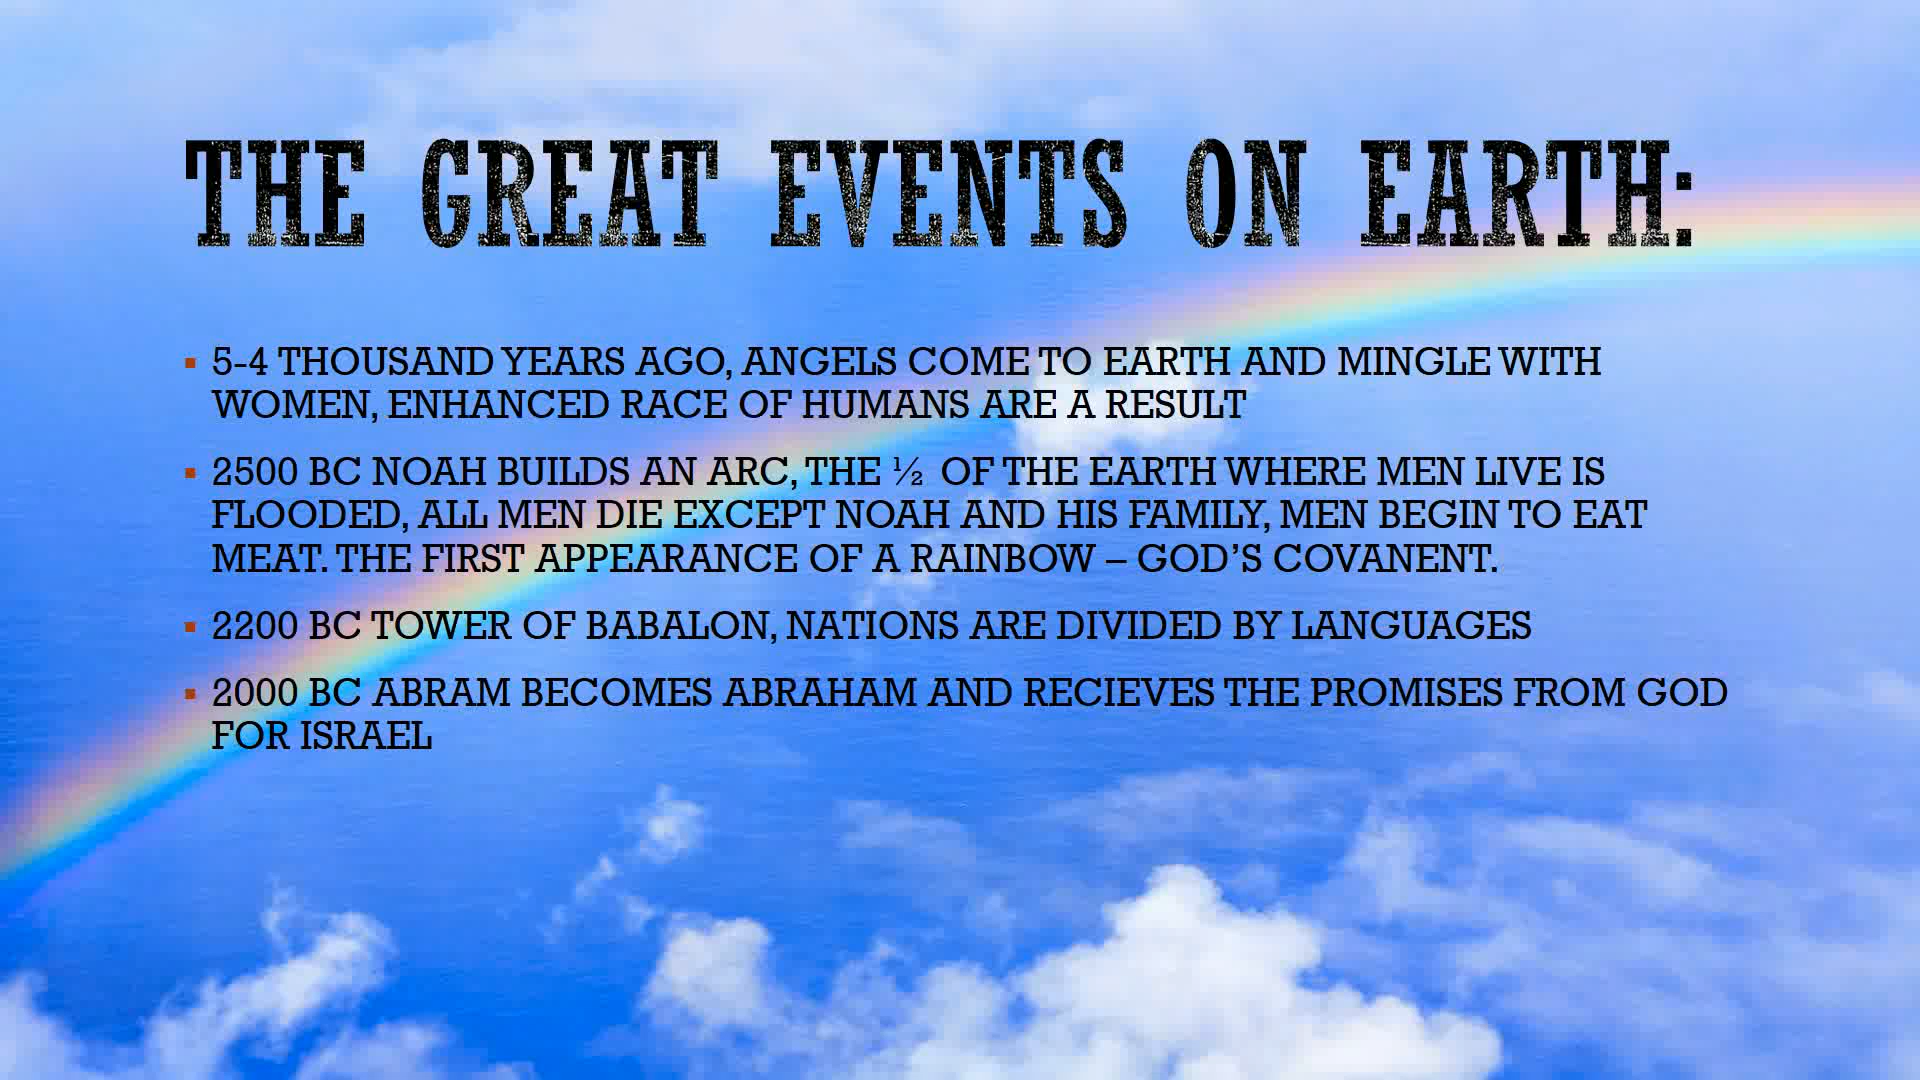 THE GREAT EVENTS ON EARTH:
▪ 5-4 THOUSAND YEARS AGO, ANGELS COME TO EARTH AND MINGLE WITH
WOMEN, ENHANCED RACE OF HUMANS ARE A RESULT
▪ 2500 BC NOAH BUILDS AN ARC, THE ½ OF THE EARTH WHERE MEN LIVE IS
FLOODED, ALL MEN DIE EXCEPT NOAH AND HIS FAMILY, MEN BEGIN TO EAT
MEAT. THE FIRST APPEARANCE OF A RAINBOW – GOD’S COVANENT.
▪ 2200 BC TOWER OF BABALON, NATIONS ARE DIVIDED BY LANGUAGES
▪ 2000 BC ABRAM BECOMES ABRAHAM AND RECIEVES THE PROMISES FROM GOD
FOR ISRAEL